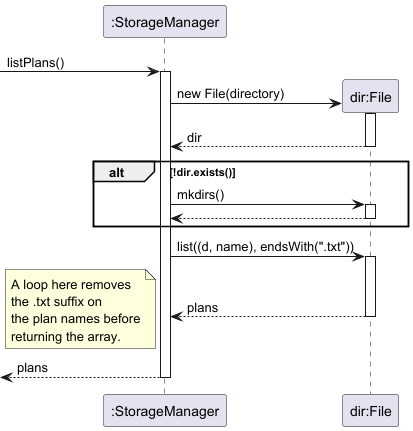 :StorageManager
listPlans()
new File(directory)
dir:File
dir
alt
[!dir.exists()]
mkdirs()
list((d, name), endsWith(".txt"))
A loop here removes
the .txt suffix on
the plan names before
returning the array.
plans
plans
:StorageManager
dir:File